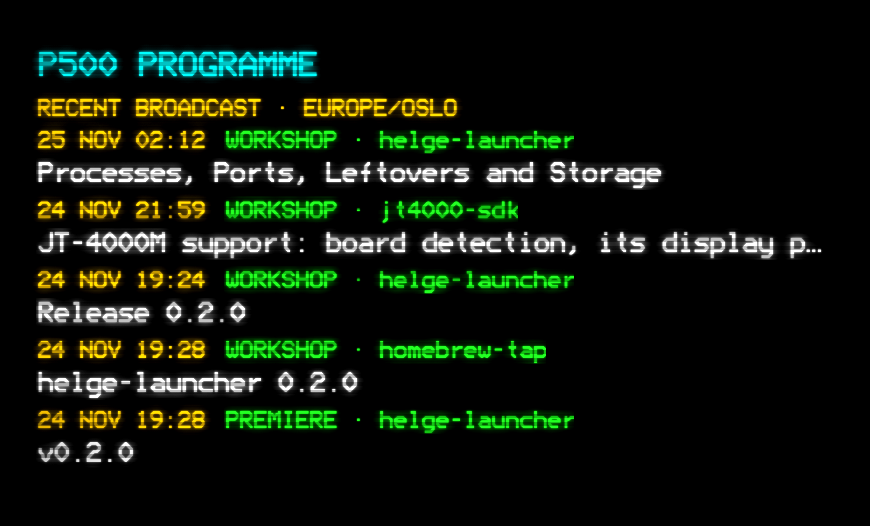 P500 PROGRAMME
RECENT BROADCAST · EUROPE/OSLO
25 NOV 02:12 WORKSHOP · helge-launcher
Processes, Ports, Leftovers and Storage
24 NOV 21:59 WORKSHOP · jt4000-sdk
JT-4000M support: board detection, its display p…
24 NOV 19:24 WORKSHOP · helge-launcher
Release 0.2.0
24 NOV 19:28 WORKSHOP · homebrew-tap
helge-launcher 0.2.0
24 NOV 19:28 PREMIERE · helge-launcher
v0.2.0